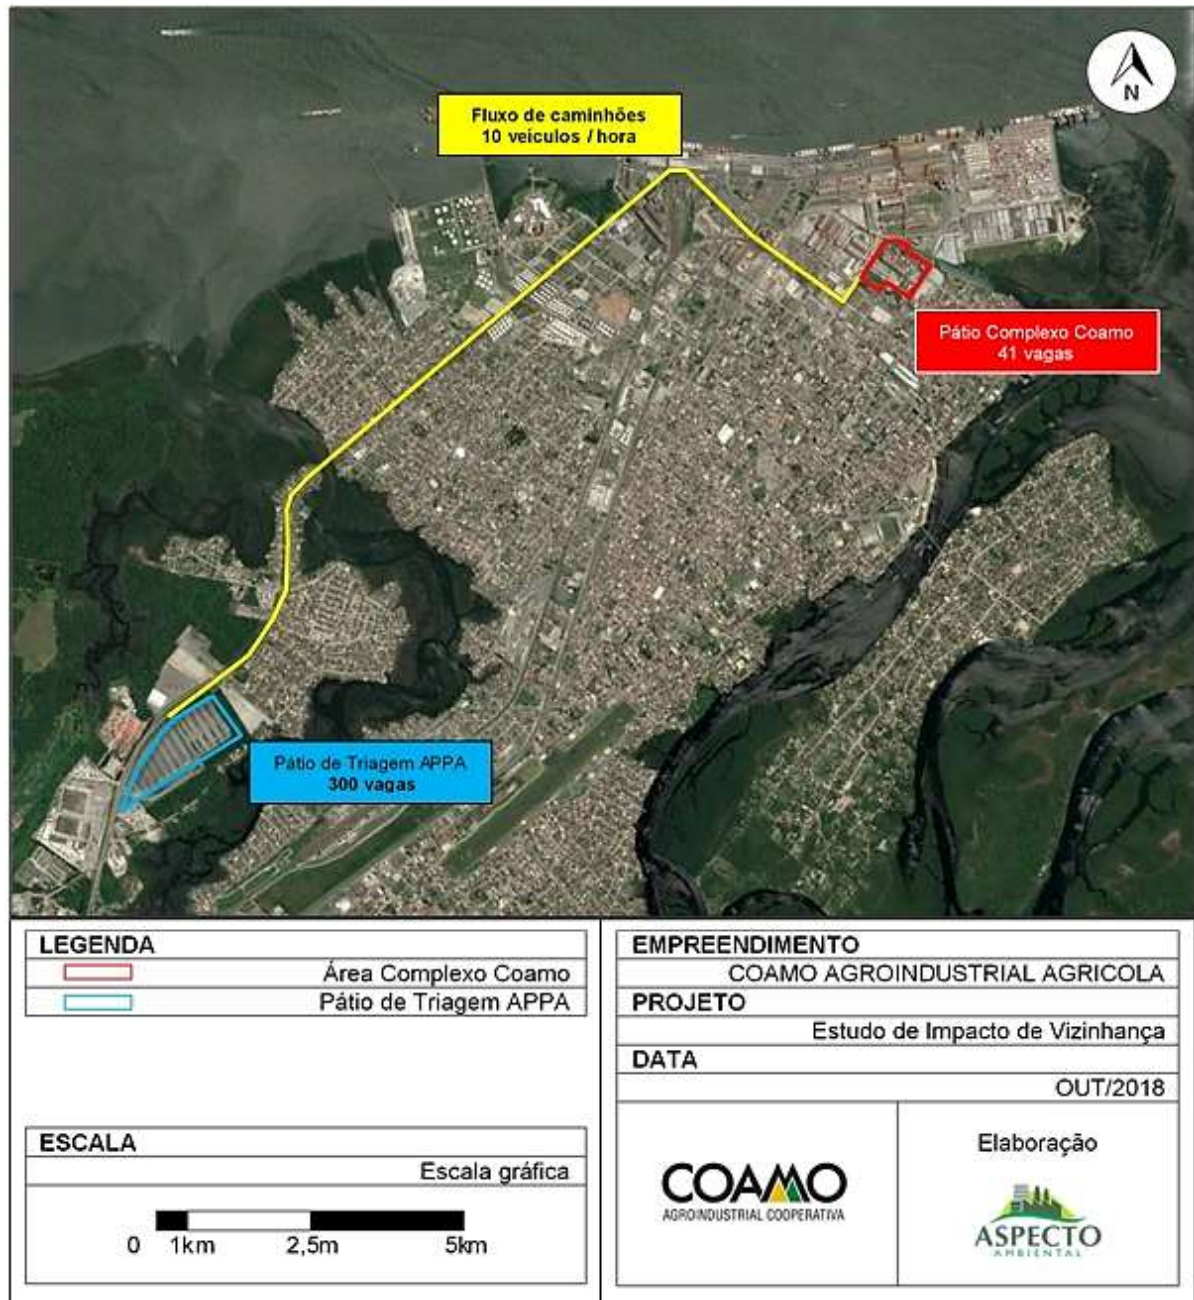 N
Fluxo de caminhões
10 veículos / hora
Pátio Complexo Coamo
41 vagas
Pátio de Triagem APPA
300 vagas
LEGENDA
Área Complexo Coamo
Pátio de Triagem APPA
ESCALA
Escala gráfica
0 1km 2,5m 5km
EMPREENDIMENTO
COAMO AGROINDUSTRIAL AGRICOLA
PROJETO
Estudo de Impacto de Vizinhança
DATA
OUT/2018
COAMO
AGROINDUSTRIAL COOPERATIVA
Elaboração
ASPECTO
AMBIENTAL